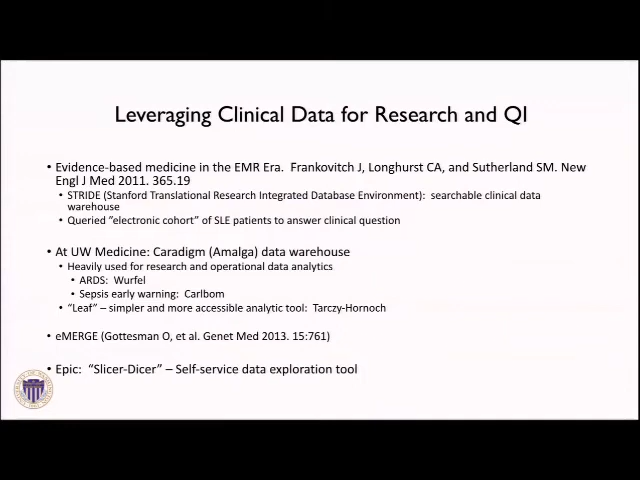 Leveraging Clinical Data for Research and QI
• Evidence-based medicine in the EMR Era. Frankovitch J, Longhurst CA, and Sutherland SM. New
Engl J Med 2011. 365.19
• STRIDE (Stanford Translational Research Integrated Database Environment): searchable clinical data
warehouse
• Queried "electronic cohort" of SLE patients to answer clinical question
• At UW Medicine: Caradigm (Amalga) data warehouse
• Heavily used for research and operational data analytics
• ARDS: Wurfel
• Sepsis early warning: Carlbom
• "Leaf" – simpler and more accessible analytic tool: Tarczy-Hornoch
• eMERGE (Gottesman O, et al. Genet Med 2013. 15:761)
• Epic: "Slicer-Dicer" – Self-service data exploration tool